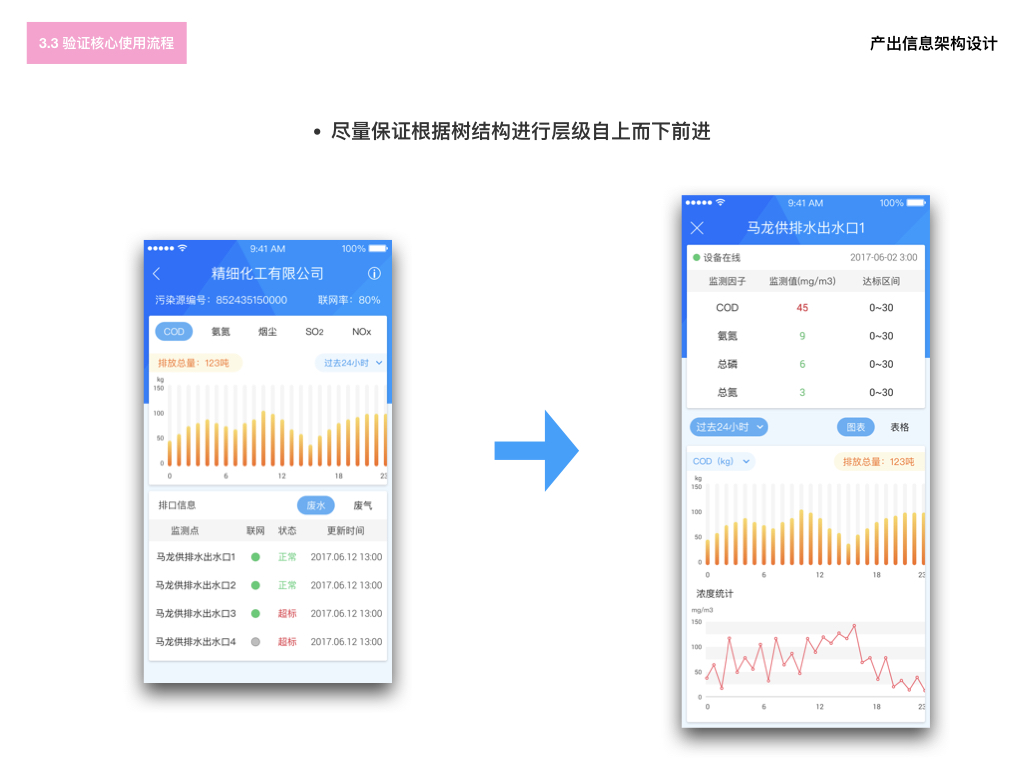 3.3 验证核心使用流程
产出信息架构设计
• 尽量保证根据树结构进行层级自上而下前进
9:41 AM 100%
精细化工有限公司
污染源编号：852435150000 联网率：80%
COD 氨氮 烟尘 SO2 NOx
排放总量：123吨 过去24小时
kg
150
100
50
0
0 6 12 18 23
排口信息 废水 废气
监测点 联网 状态 更新时间
马龙供排水出水口1 正常 2017.06.12 13:00
马龙供排水出水口2 正常 2017.06.12 13:00
马龙供排水出水口3 超标 2017.06.12 13:00
马龙供排水出水口4 超标 2017.06.12 13:00
9:41 AM 100%
马龙供排水出水口1
设备在线 2017-06-02 3:00
监测因子 监测值(mg/m3) 达标区间
COD 45 0~30
氨氮 9 0~30
总磷 6 0~30
总氮 3 0~30
过去24小时 图表 表格
COD（kg） 排放总量：123吨
kg
150
100
50
0
0 6 12 18 23
浓度统计
mg/m3
150
100
50
0
0 6 12 18 23